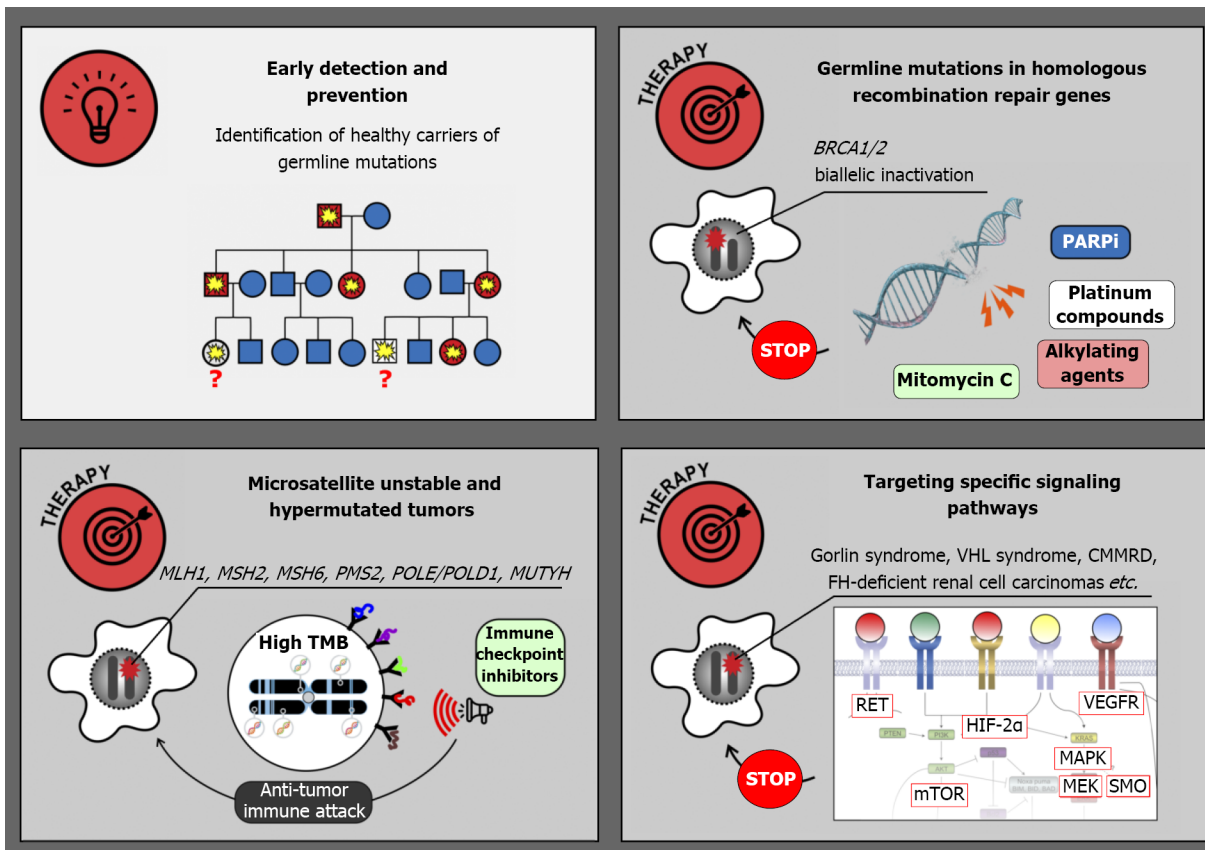 Early detection and
prevention
Identification of healthy carriers of
germline mutations
?
?
THERAPY
Germline mutations in homologous
recombination repair genes
BRCA1/2
biallelic inactivation
PARPi
Platinum
compounds
Alkylating
agents
Mitomycin C
STOP
THERAPY
Microsatellite unstable and
hypermutated tumors
MLH1, MSH2, MSH6, PMS2, POLE/POLD1, MUTYH
High TMB
Immune
checkpoint
inhibitors
Anti-tumor
immune attack
THERAPY
Targeting specific signaling
pathways
Gorlin syndrome, VHL syndrome, CMMRD,
FH-deficient renal cell carcinomas etc.
RET
VEGFR
HIF-2α
PTEN
PI3K
KRAS
MAPK
AKT
mTOR
MEK
SMO
STOP